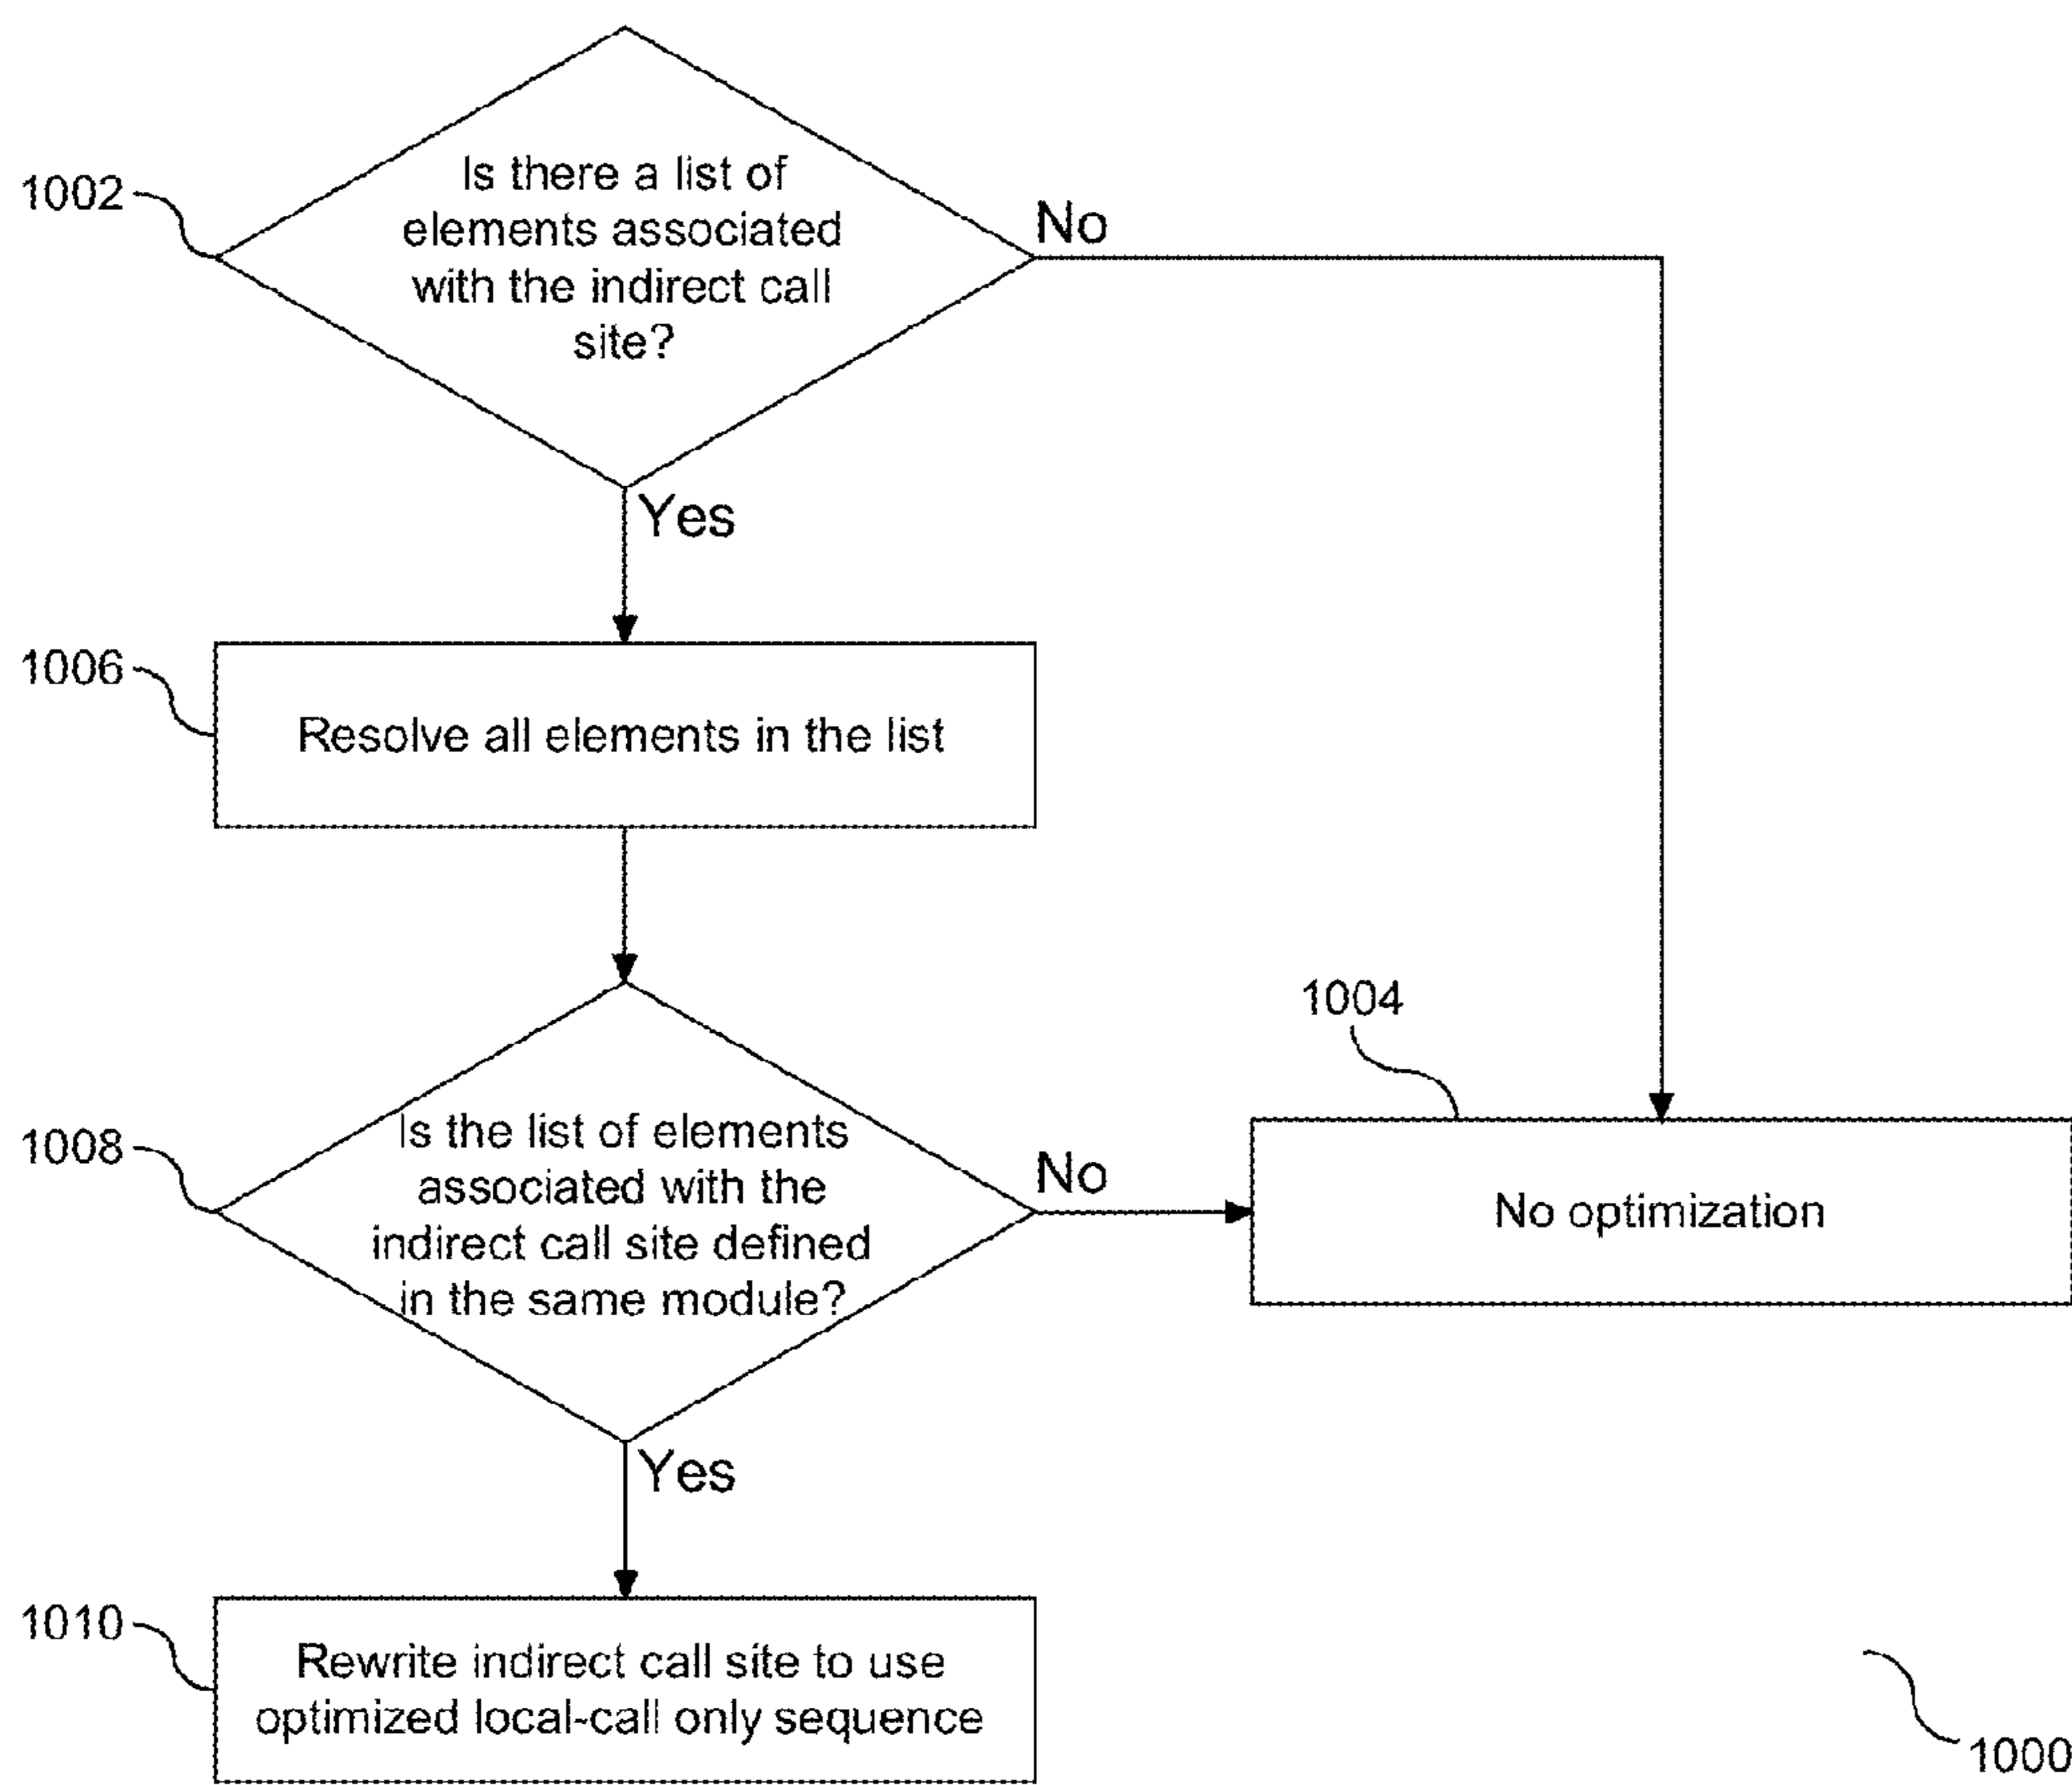 1002
Is there a list of
elements associated
with the indirect call
site?
No
Yes
1006
Resolve all elements in the list
1004
1008
Is the list of elements
associated with the
indirect call site defined
in the same module?
No
No optimization
Yes
1010
Rewrite indirect call site to use
optimized local-call only sequence
1000